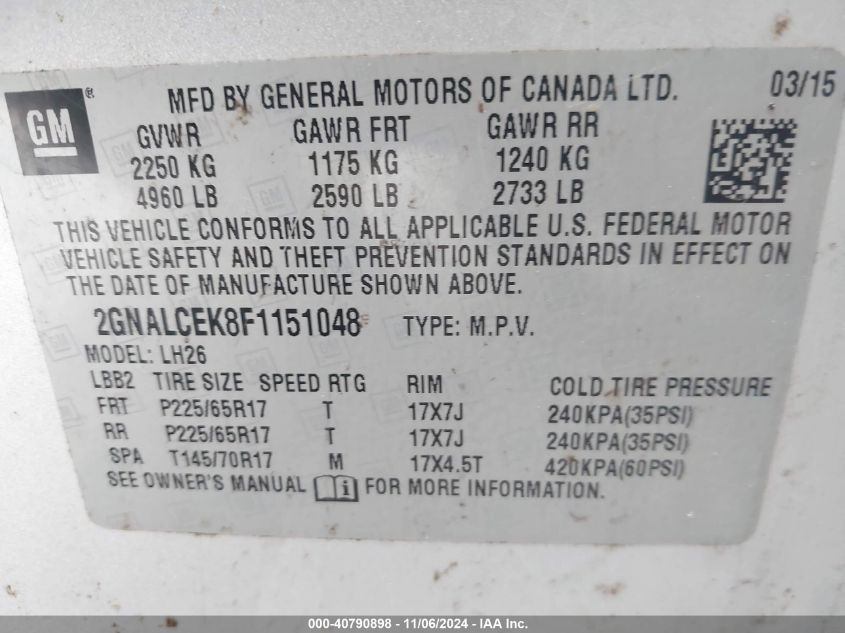 GM ® MFD BY GENERAL MOTORS OF CANADA LTD. 03/15
GVWR GAWR FRT GAWR RR
2250 KG 1175 KG 1240 KG
4960 LB 2590 LB 2733 LB
THIS VEHICLE CONFORMS TO ALL APPLICABLE U.S. FEDERAL MOTOR
VEHICLE SAFETY AND THEFT PREVENTION STANDARDS IN EFFECT ON
THE DATE OF MANUFACTURE SHOWN ABOVE.
2GNALCEK8F1151048 TYPE: M.P.V.
MODEL: LH26
LBB2 TIRE SIZE SPEED RTG RIM COLD TIRE PRESSURE
FRT P225/65R17 T 17X7J 240KPA(35PSI)
RR P225/65R17 T 17X7J 240KPA(35PSI)
SPA T145/70R17 M 17X4.5T 420KPA(60PSI)
SEE OWNER'S MANUAL i FOR MORE INFORMATION.
000-40790898 - 11/06/2024 - IAA Inc.